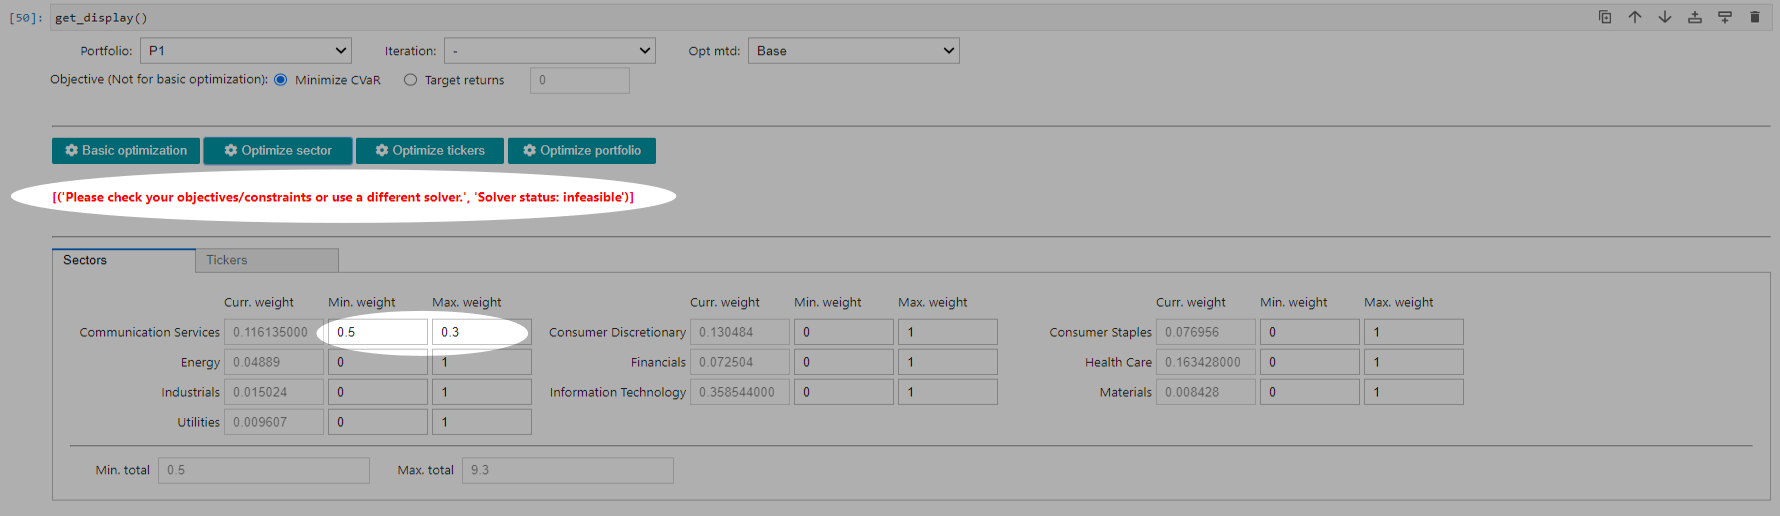 [50]: get_display()
Portfolio: P1 Iteration: - Opt mtd: Base
Objective (Not for basic optimization): Minimize CVaR Target returns 0
Basic optimization Optimize sector Optimize tickers Optimize portfolio
[('Please check your objectives/constraints or use a different solver.', 'Solver status: infeasible')]
Sectors Tickers
Curr. weight Min. weight Max. weight Curr. weight Min. weight Max. weight Curr. weight Min. weight Max. weight
Communication Services 0.116135000 0.5 0.3 Consumer Discretionary 0.130484 0 1 Consumer Staples 0.076956 0 1
Energy 0.04889 0 1 Financials 0.072504 0 1 Health Care 0.163428000 0 1
Industrials 0.015024 0 1 Information Technology 0.358544000 0 1 Materials 0.008428 0 1
Utilities 0.009607 0 1
Min. total 0.5 Max. total 9.3